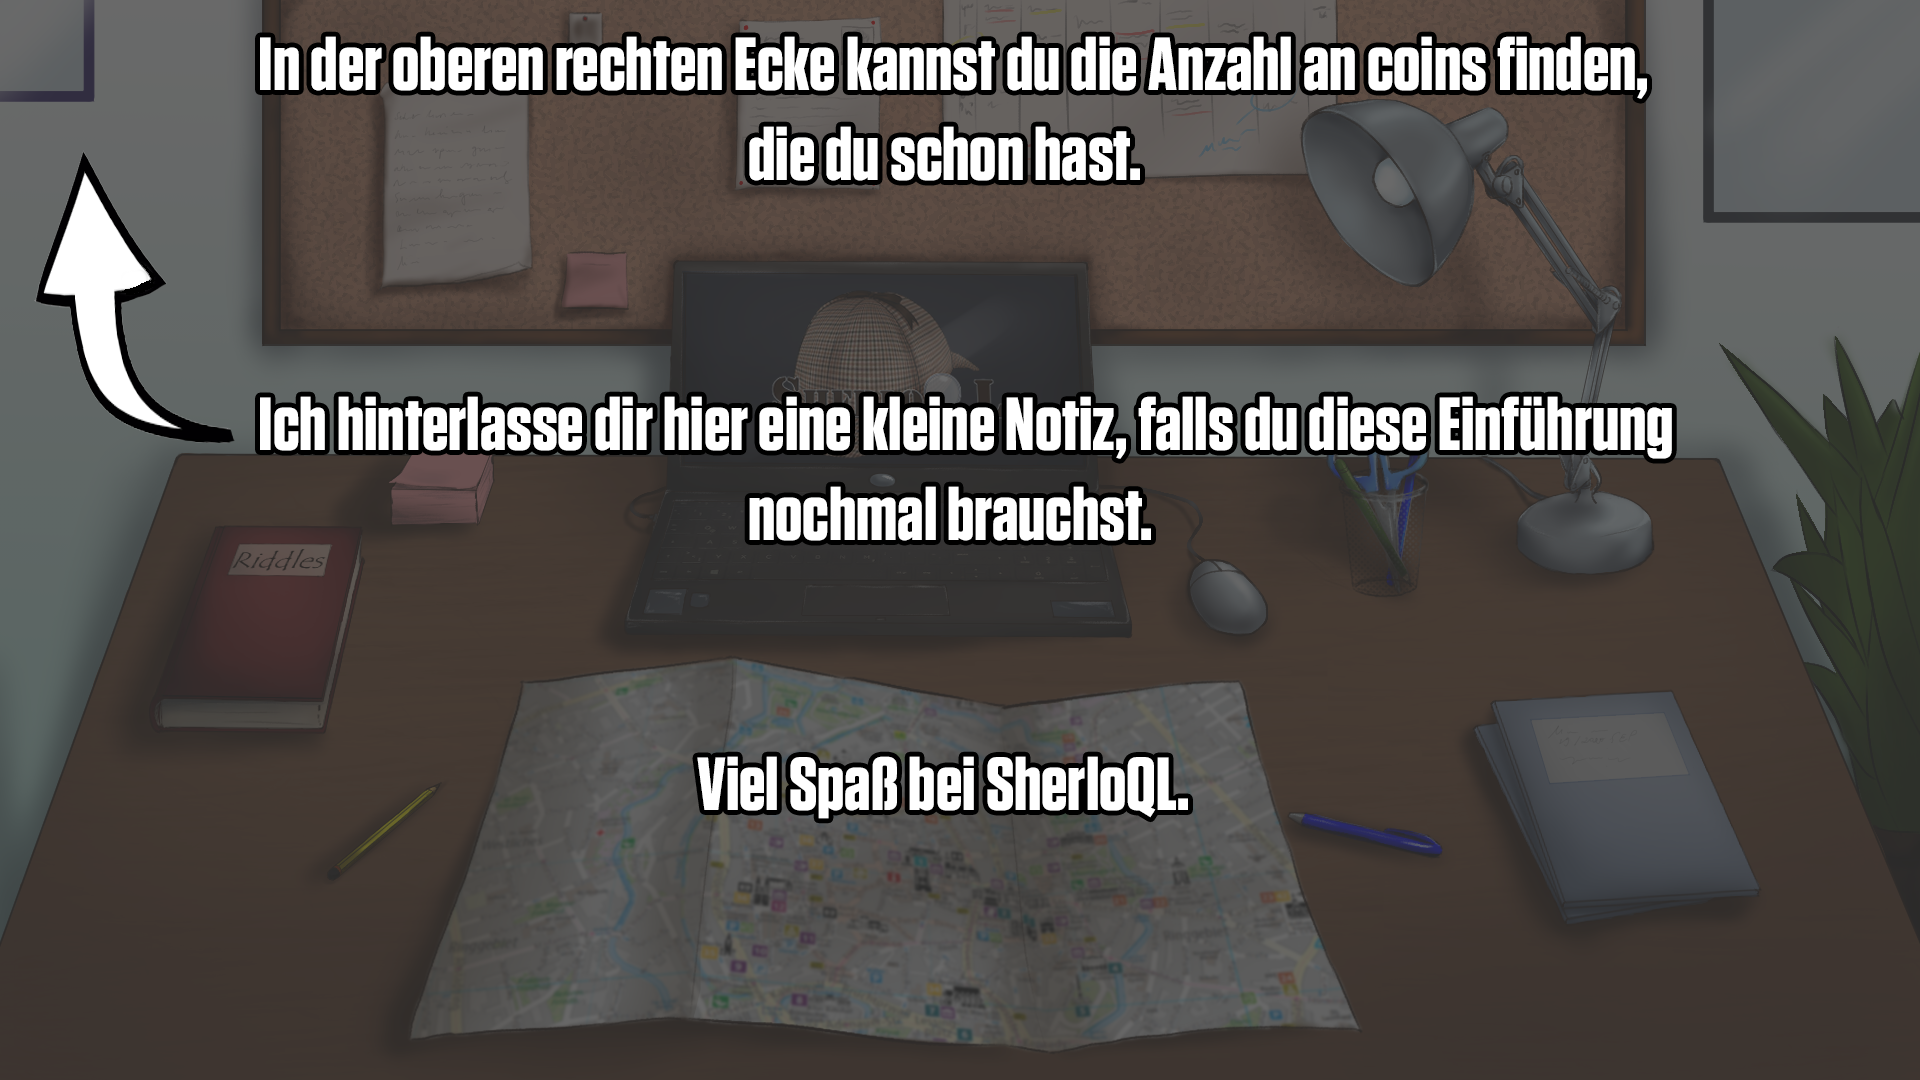 In der oberen rechten Ecke kannst du die Anzahl an coins finden,
die du schon hast.
Ich hinterlasse dir hier eine kleine Notiz, falls du diese Einführung
nochmal brauchst.
Riddles
Viel Spaß bei SherloQL.